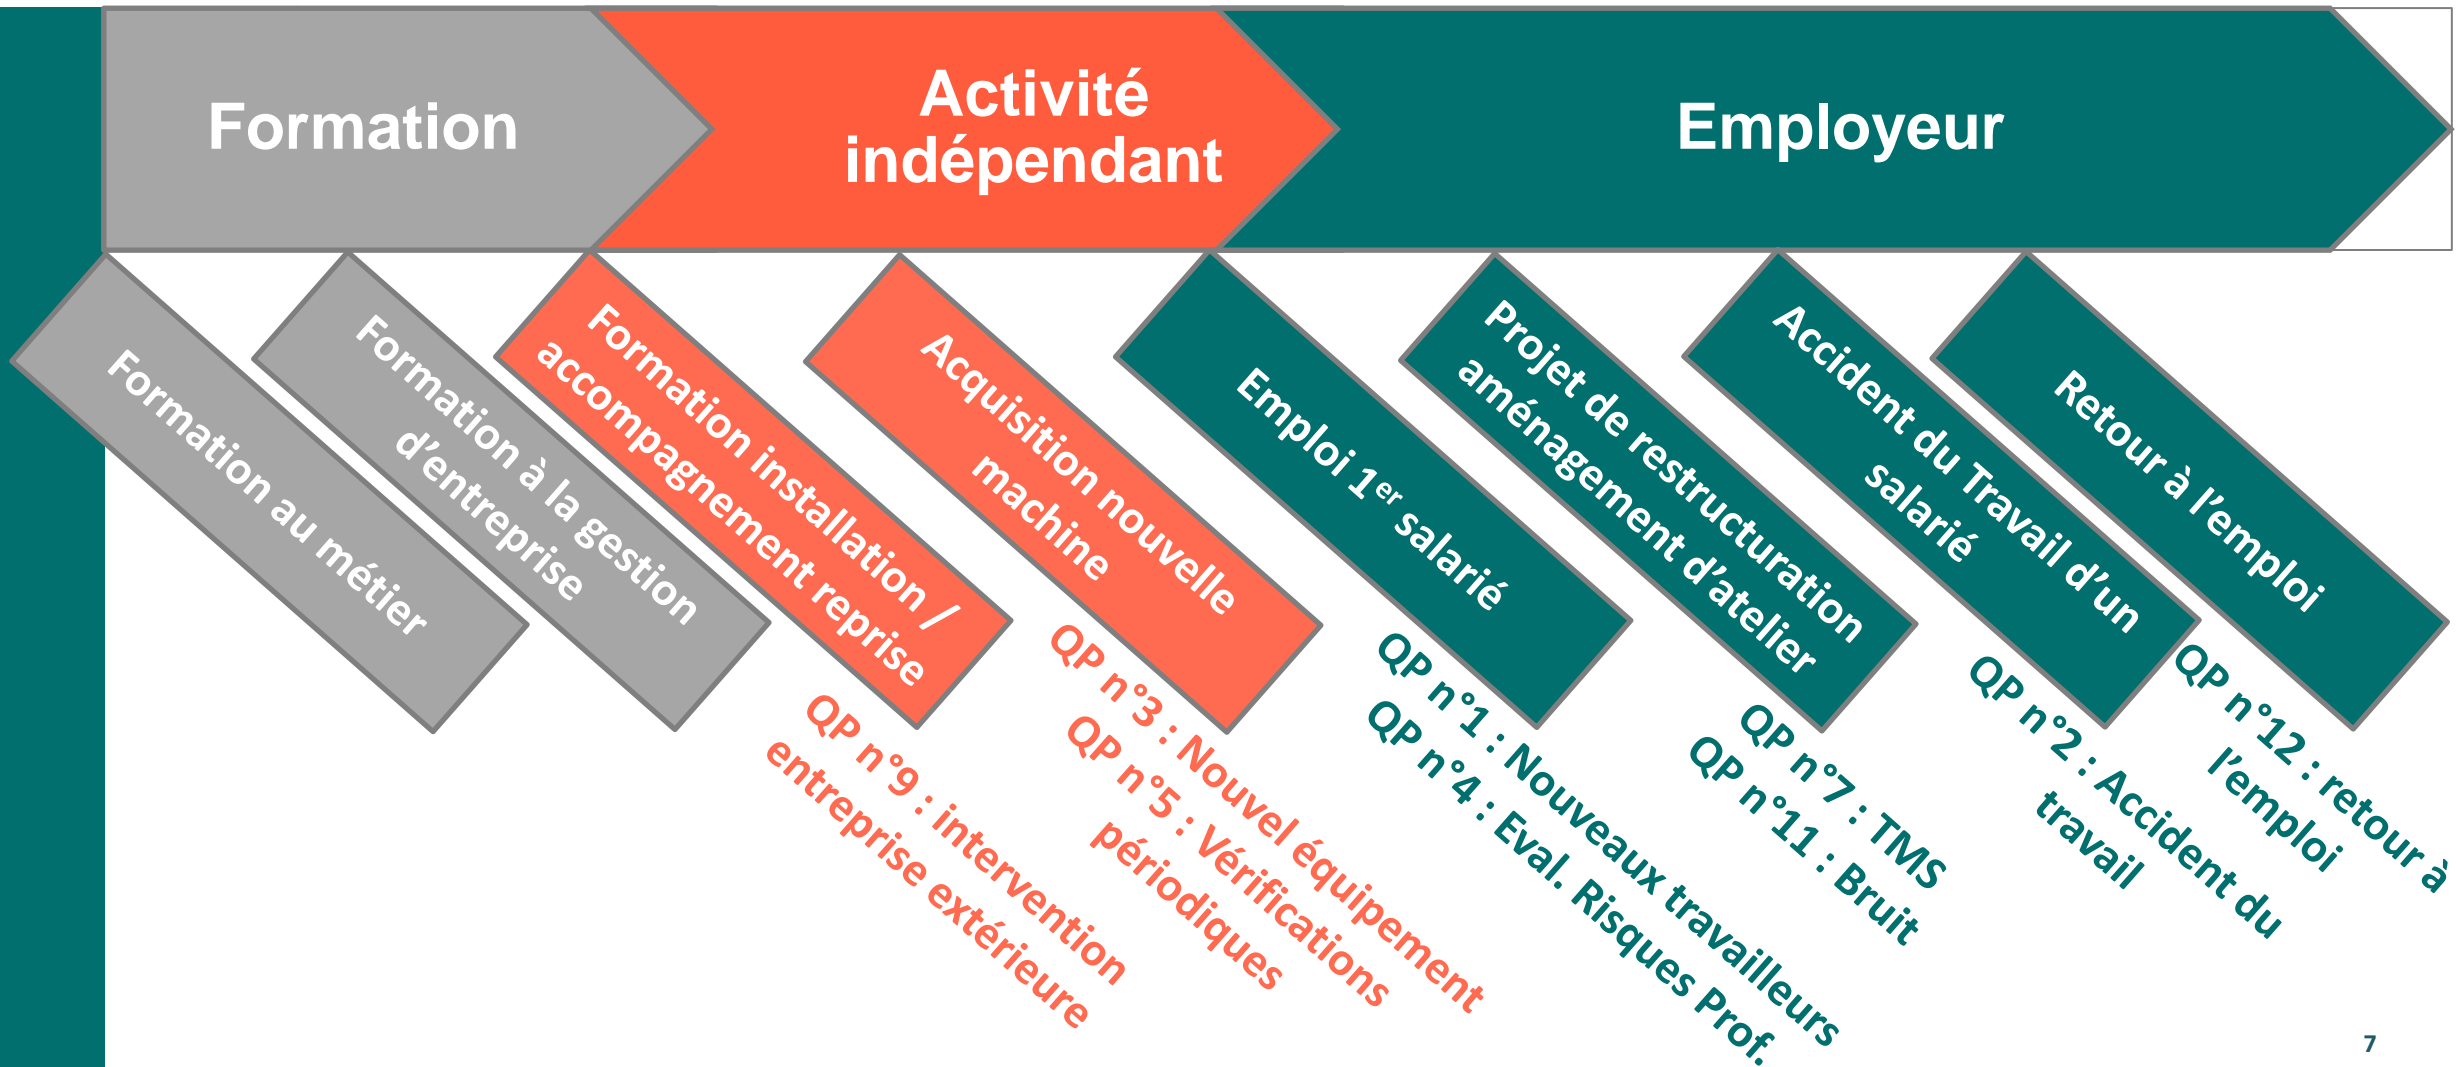 Formation
Activité
indépendant
Employeur
Formation au métier
Formation à la gestion
d’entreprise
Formation installation /
accompagnement reprise
Acquisition nouvelle
machine
Emploi 1er salarié
Projet de restructuration
aménagement d’atelier
Accident du Travail d’un
salarié
Retour à l’emploi
QP n°9 : intervention
entreprise extérieure
QP n°3 : Nouvel équipement
QP n°5 : Vérifications
périodiques
QP n°1 : Nouveaux travailleurs
QP n°4 : Eval. Risques Prof.
QP n°7 : TMS
QP n°11 : Bruit
QP n°2 : Accident du
travail
QP n°12 : retour à
l’emploi
7